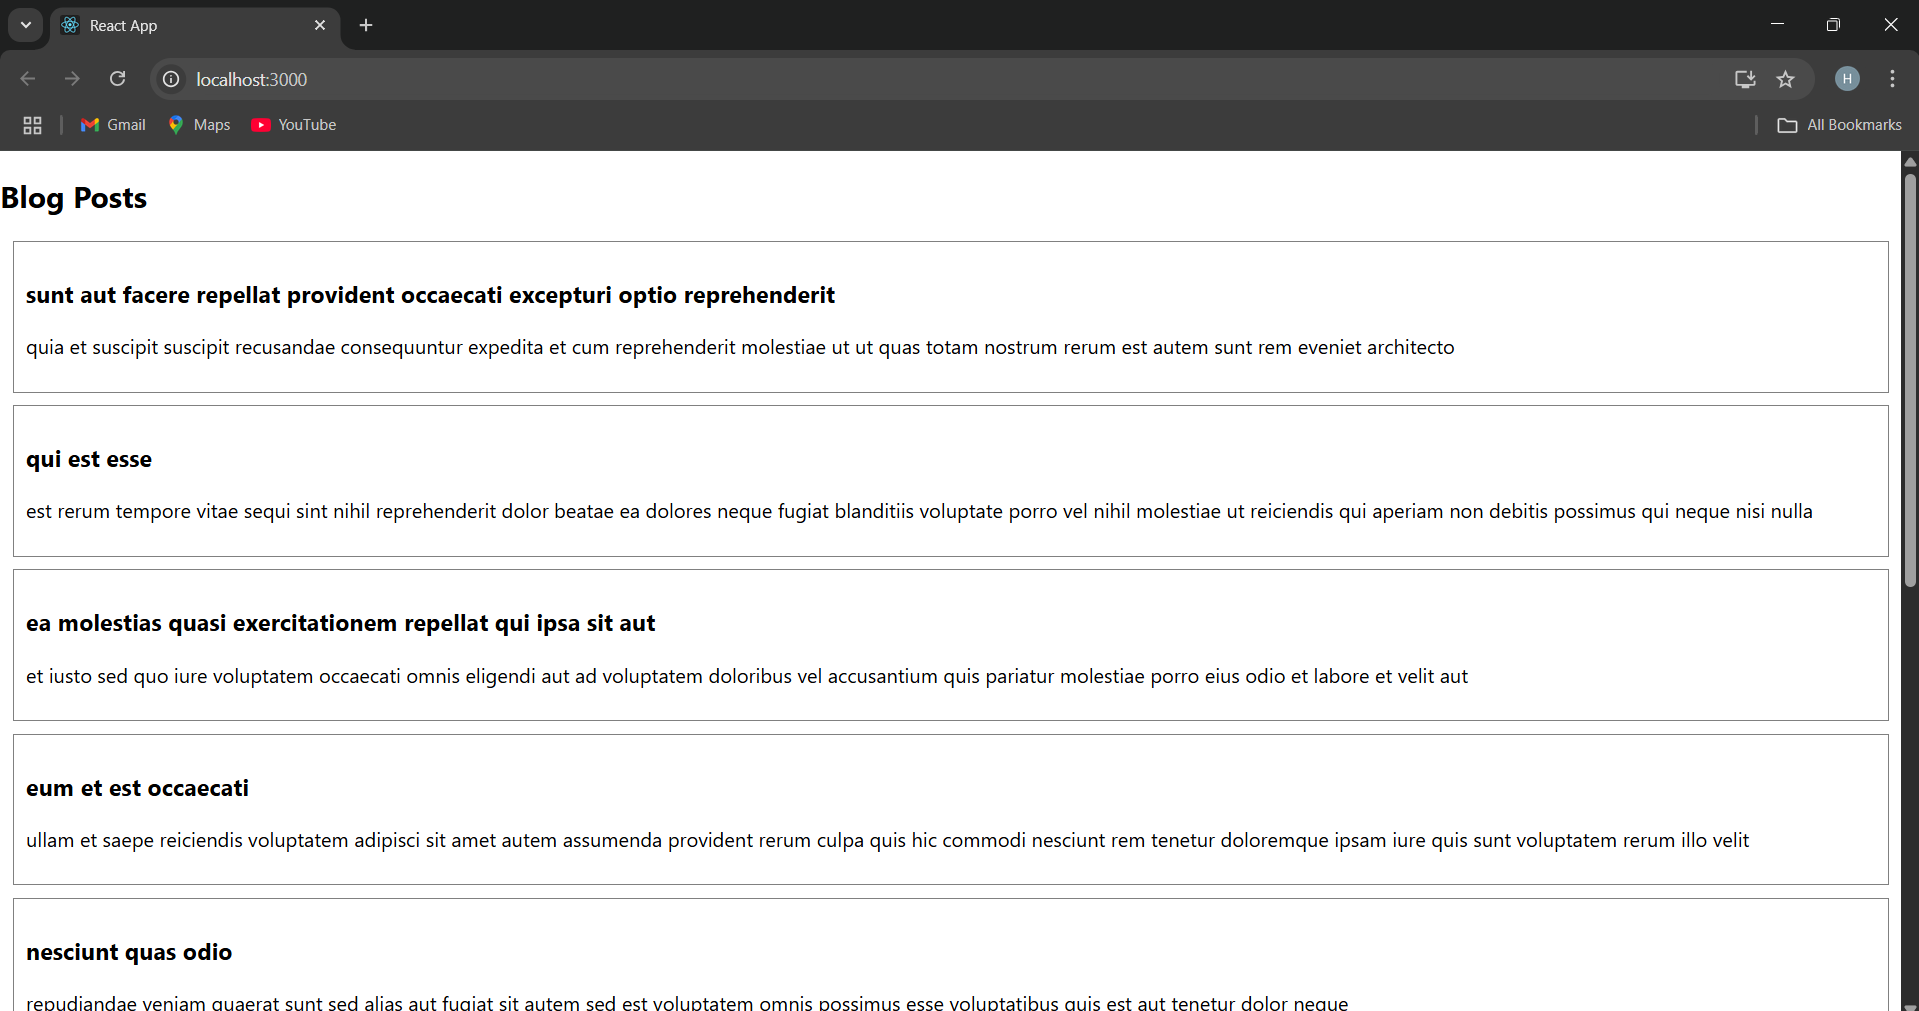 React App
localhost:3000
H
Gmail
Maps
YouTube
All Bookmarks
Blog Posts
sunt aut facere repellat provident occaecati excepturi optio reprehenderit
quia et suscipit suscipit recusandae consequuntur expedita et cum reprehenderit molestiae ut ut quas totam nostrum rerum est autem sunt rem eveniet architecto
qui est esse
est rerum tempore vitae sequi sint nihil reprehenderit dolor beatae ea dolores neque fugiat blanditiis voluptate porro vel nihil molestiae ut reiciendis qui aperiam non debitis possimus qui neque nisi nulla
ea molestias quasi exercitationem repellat qui ipsa sit aut
et iusto sed quo iure voluptatem occaecati omnis eligendi aut ad voluptatem doloribus vel accusantium quis pariatur molestiae porro eius odio et labore et velit aut
eum et est occaecati
ullam et saepe reiciendis voluptatem adipisci sit amet autem assumenda provident rerum culpa quis hic commodi nesciunt rem tenetur doloremque ipsam iure quis sunt voluptatem rerum illo velit
nesciunt quas odio
repudiandae veniam quaerat sunt sed alias aut fugiat sit autem sed est voluptatem omnis possimus esse voluptatibus quis est aut tenetur dolor neque